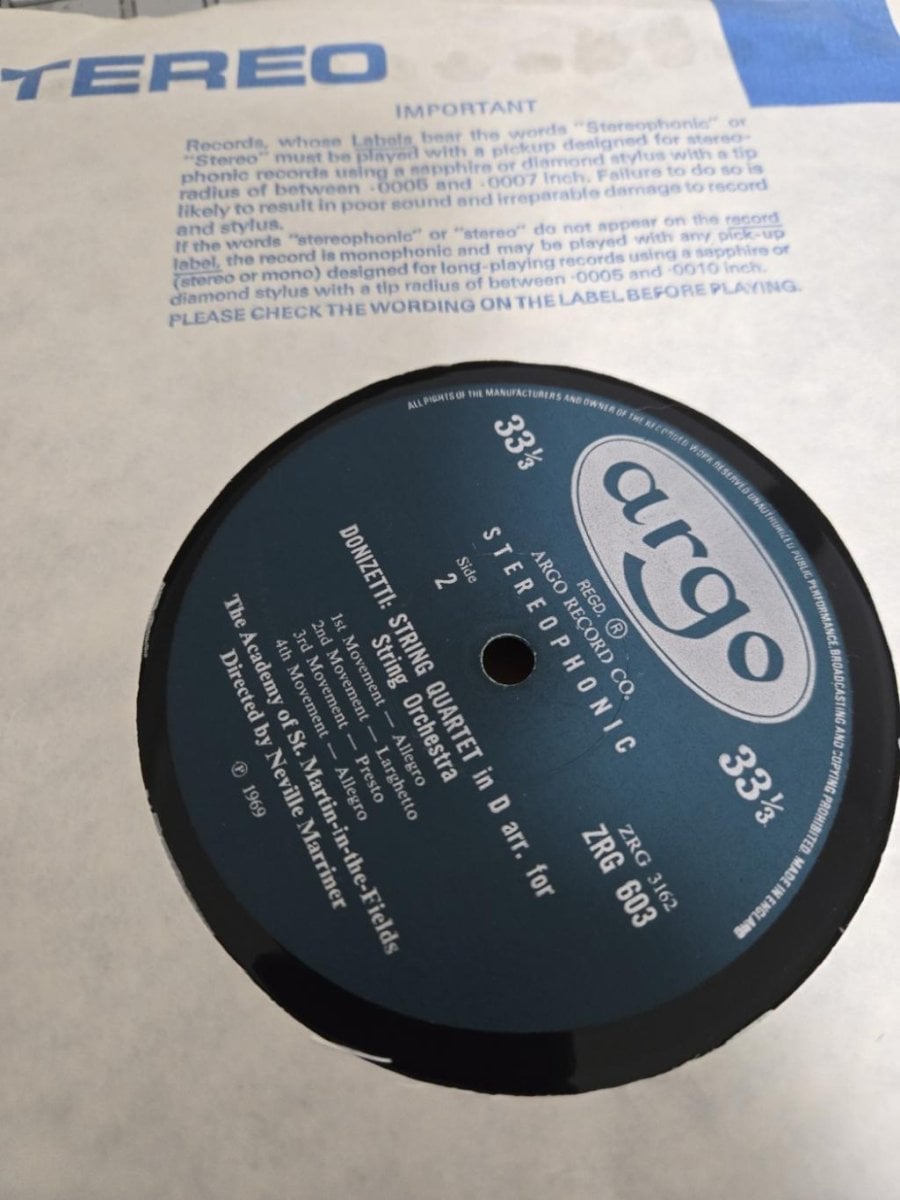 TEREO
IMPORTANT
Records, whose Labels bear the words "Stereophonic" or
"Stereo" must be played with a pickup designed for stereo-
phonic records using a sapphire or diamond stylus with a tip
radius of between ·0005 and ·0007 inch. Failure to do so is
likely to result in poor sound and irreparable damage to record
and stylus.
If the words "stereophonic" or "stereo" do not appear on the record
label, the record is monophonic and may be played with any pick-up
(stereo or mono) designed for long-playing records using a sapphire or
diamond stylus with a tip radius of between ·0005 and ·0010 inch.
PLEASE CHECK THE WORDING ON THE LABEL BEFORE PLAYING.
ALL RIGHTS OF THE MANUFACTURERS AND OWNER OF THE RECORDED WORK RESERVED UNAUTHORIZED PUBLIC PERFORMANCE, BROADCASTING AND COPYING PROHIBITED. MADE IN ENGLAND
argo
33⅓
33⅓
REGD. ®
ARGO RECORD CO.
STEREOPHONIC
Side
2
ZRG 3162
ZRG 603
DONIZETTI: STRING QUARTET in D arr. for
String Orchestra
1st Movement — Allegro
2nd Movement — Larghetto
3rd Movement — Presto
4th Movement — Allegro
The Academy of St. Martin-in-the-Fields
Directed by Neville Marriner
℗ 1969